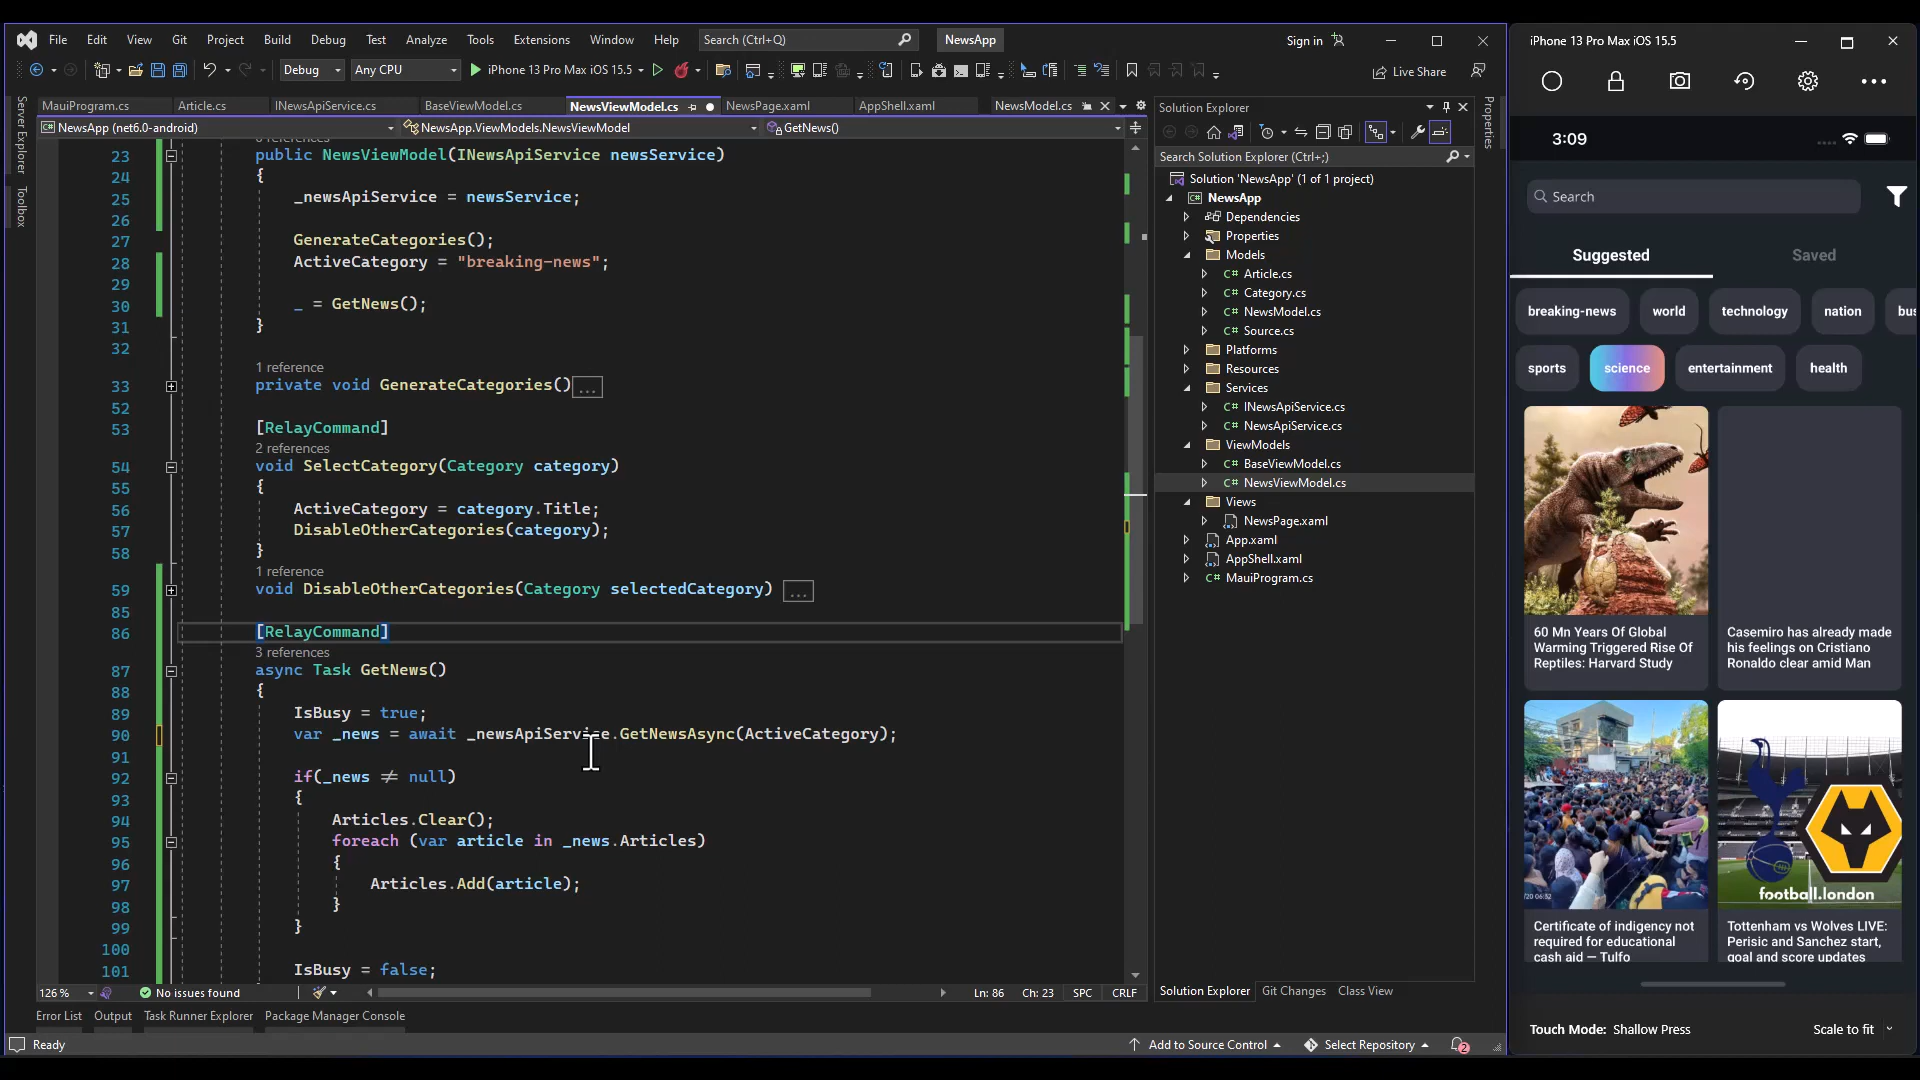 File Edit View Git Project Build Debug Test Analyze Tools Extensions Window Help Search (Ctrl+Q) NewsApp Sign in
Debug Any CPU iPhone 13 Pro Max iOS 15.5 Live Share
MauiProgram.cs Article.cs INewsApiService.cs BaseViewModel.cs NewsViewModel.cs NewsPage.xaml AppShell.xaml NewsModel.cs
NewsApp (net6.0-android) NewsApp.ViewModels.NewsViewModel GetNews()
Server Explorer
Toolbox
23 public NewsViewModel(INewsApiService newsService)
24 {
25 _newsApiService = newsService;
26
27 GenerateCategories();
28 ActiveCategory = "breaking-news";
29
30 _ = GetNews();
31 }
32
1 reference
33 private void GenerateCategories()...
52
53 [RelayCommand]
2 references
54 void SelectCategory(Category category)
55 {
56 ActiveCategory = category.Title;
57 DisableOtherCategories(category);
58 }
1 reference
59 void DisableOtherCategories(Category selectedCategory) ...
85
86 [RelayCommand]
3 references
87 async Task GetNews()
88 {
89 IsBusy = true;
90 var _news = await _newsApiService.GetNewsAsync(ActiveCategory);
91
92 if(_news ≠ null)
93 {
94 Articles.Clear();
95 foreach (var article in _news.Articles)
96 {
97 Articles.Add(article);
98 }
99 }
100
101 IsBusy = false;
126 % No issues found Ln: 86 Ch: 23 SPC CRLF
Error List Output Task Runner Explorer Package Manager Console
Ready Add to Source Control Select Repository 2
Solution Explorer
Search Solution Explorer (Ctrl+;)
Solution 'NewsApp' (1 of 1 project)
NewsApp
Dependencies
Properties
Models
C# Article.cs
C# Category.cs
C# NewsModel.cs
C# Source.cs
Platforms
Resources
Services
C# INewsApiService.cs
C# NewsApiService.cs
ViewModels
C# BaseViewModel.cs
C# NewsViewModel.cs
Views
NewsPage.xaml
App.xaml
AppShell.xaml
C# MauiProgram.cs
Solution Explorer Git Changes Class View
Properties
iPhone 13 Pro Max iOS 15.5
3:09
Search
Suggested Saved
breaking-news world technology nation bus
sports science entertainment health
60 Mn Years Of Global
Warming Triggered Rise Of
Reptiles: Harvard Study
Casemiro has already made
his feelings on Cristiano
Ronaldo clear amid Man
football.london
Certificate of indigency not
required for educational
cash aid — Tulfo
Tottenham vs Wolves LIVE:
Perisic and Sanchez start,
goal and score updates
Touch Mode: Shallow Press Scale to fit